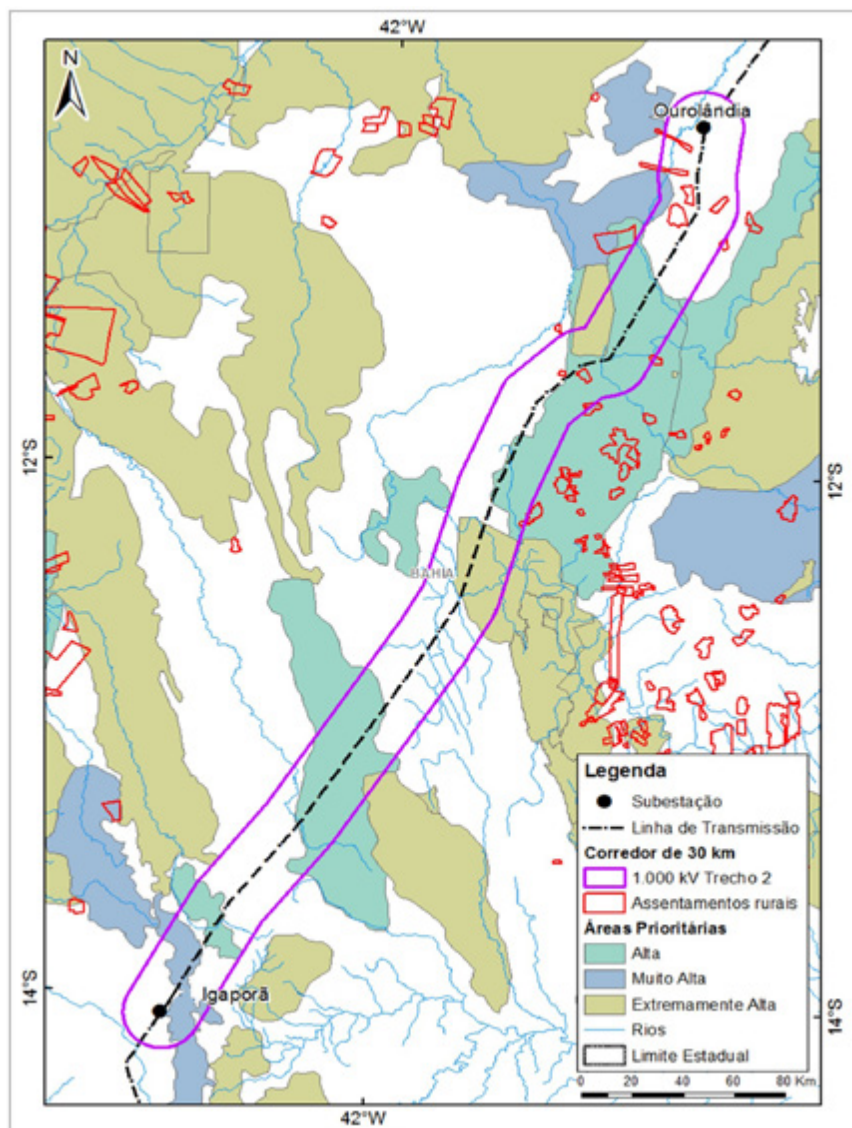 42°W
N
Ourolândia
12°S
12°S
BAHIA
Igaporã
14°S
14°S
42°W
Legenda
Subestação
Linha de Transmissão
Corredor de 30 km
1.000 kV Trecho 2
Assentamentos rurais
Áreas Prioritárias
Alta
Muito Alta
Extremamente Alta
Rios
Limite Estadual
0 10 20 40 60 80 Km.